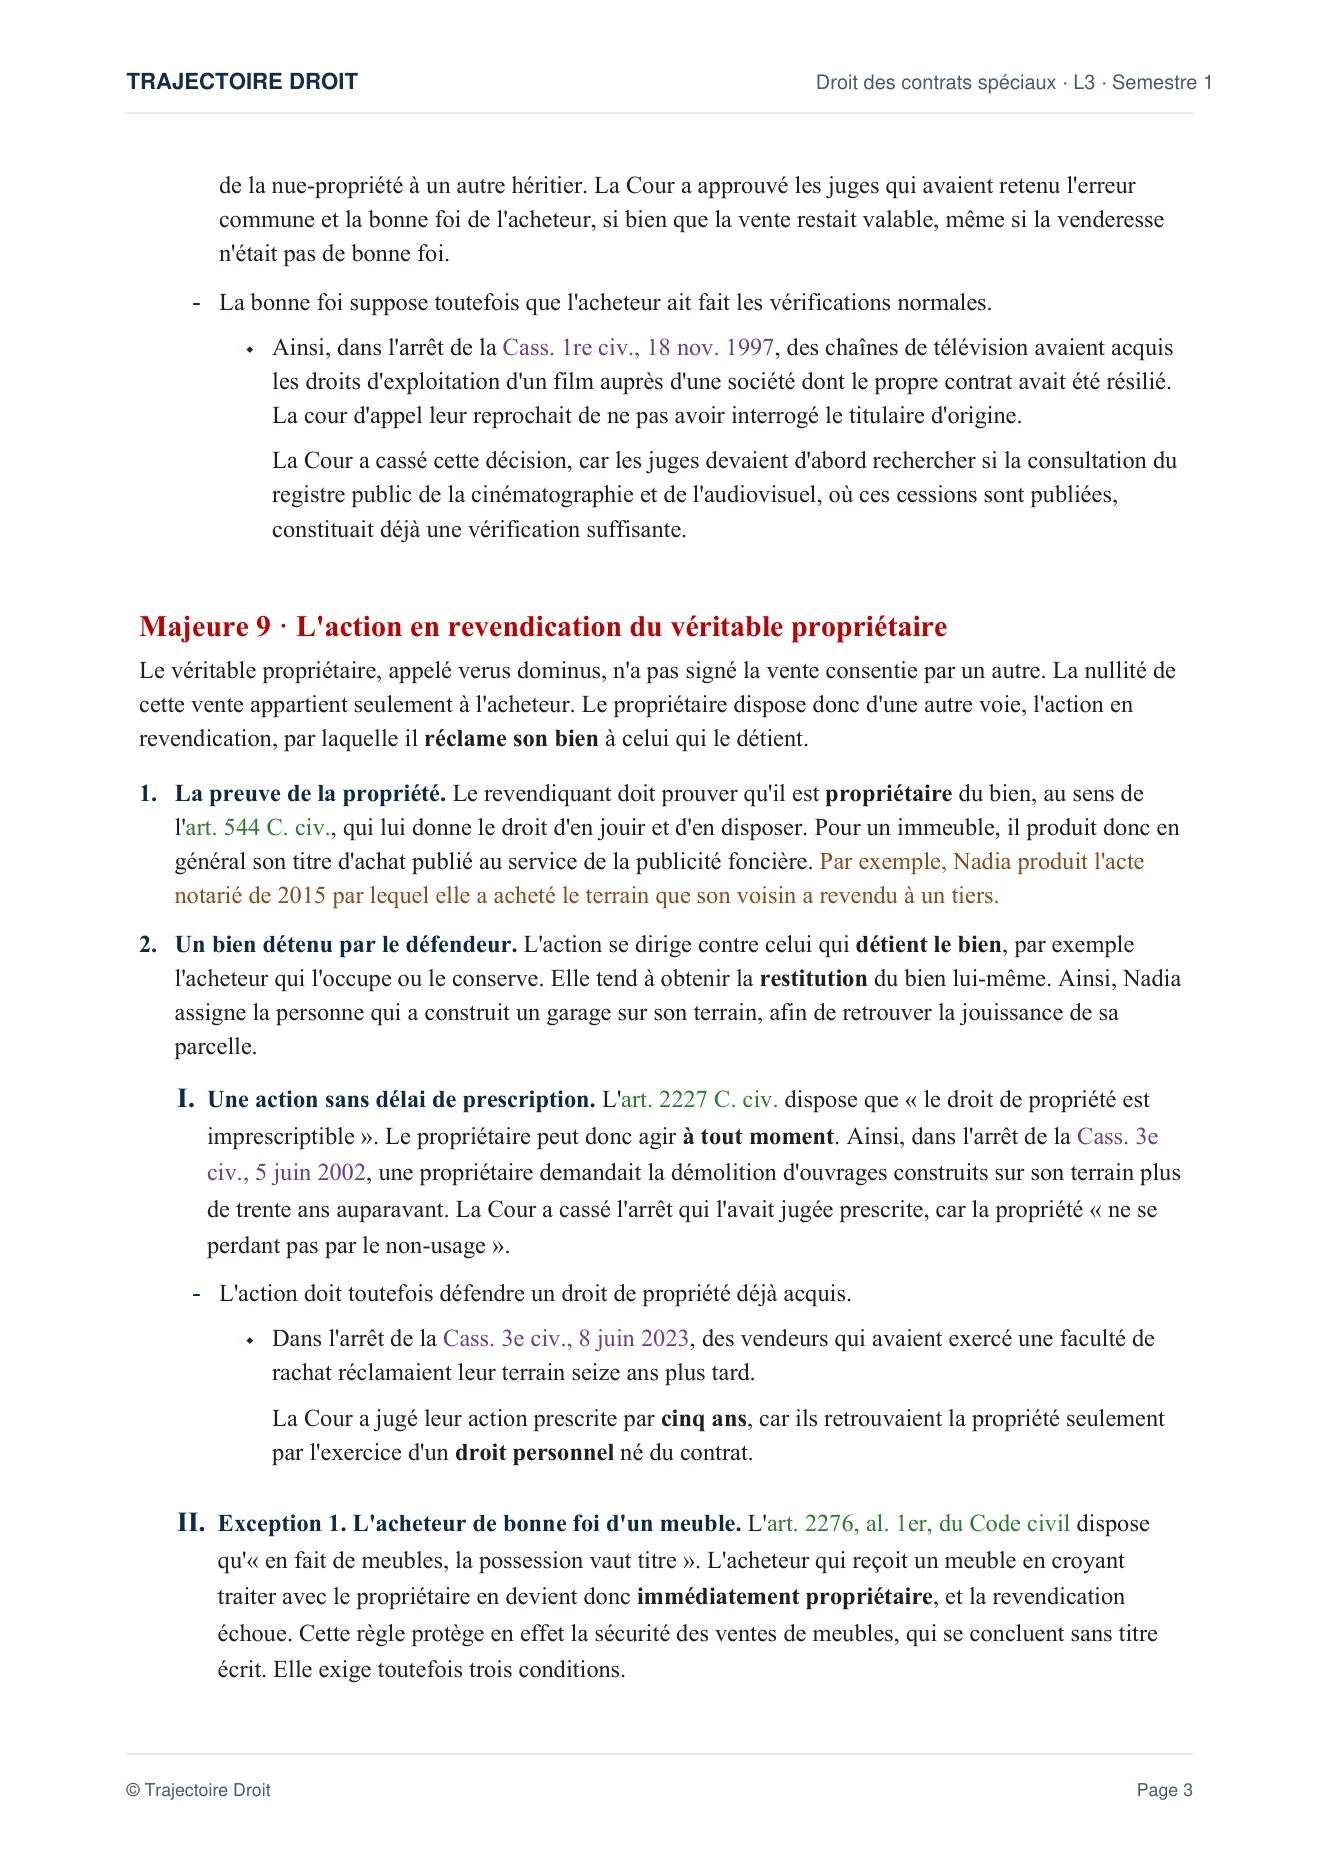 TRAJECTOIRE DROIT
Droit des contrats spéciaux · L3 · Semestre 1
de la nue-propriété à un autre héritier. La Cour a approuvé les juges qui avaient retenu l'erreur
commune et la bonne foi de l'acheteur, si bien que la vente restait valable, même si la venderesse
n'était pas de bonne foi.
- La bonne foi suppose toutefois que l'acheteur ait fait les vérifications normales.
⬩ Ainsi, dans l'arrêt de la Cass. 1re civ., 18 nov. 1997, des chaînes de télévision avaient acquis
les droits d'exploitation d'un film auprès d'une société dont le propre contrat avait été résilié.
La cour d'appel leur reprochait de ne pas avoir interrogé le titulaire d'origine.
La Cour a cassé cette décision, car les juges devaient d'abord rechercher si la consultation du
registre public de la cinématographie et de l'audiovisuel, où ces cessions sont publiées,
constituait déjà une vérification suffisante.
Majeure 9 · L'action en revendication du véritable propriétaire
Le véritable propriétaire, appelé verus dominus, n'a pas signé la vente consentie par un autre. La nullité de
cette vente appartient seulement à l'acheteur. Le propriétaire dispose donc d'une autre voie, l'action en
revendication, par laquelle il réclame son bien à celui qui le détient.
1. La preuve de la propriété. Le revendiquant doit prouver qu'il est propriétaire du bien, au sens de
l'art. 544 C. civ., qui lui donne le droit d'en jouir et d'en disposer. Pour un immeuble, il produit donc en
général son titre d'achat publié au service de la publicité foncière. Par exemple, Nadia produit l'acte
notarié de 2015 par lequel elle a acheté le terrain que son voisin a revendu à un tiers.
2. Un bien détenu par le défendeur. L'action se dirige contre celui qui détient le bien, par exemple
l'acheteur qui l'occupe ou le conserve. Elle tend à obtenir la restitution du bien lui-même. Ainsi, Nadia
assigne la personne qui a construit un garage sur son terrain, afin de retrouver la jouissance de sa
parcelle.
I. Une action sans délai de prescription. L'art. 2227 C. civ. dispose que « le droit de propriété est
imprescriptible ». Le propriétaire peut donc agir à tout moment. Ainsi, dans l'arrêt de la Cass. 3e
civ., 5 juin 2002, une propriétaire demandait la démolition d'ouvrages construits sur son terrain plus
de trente ans auparavant. La Cour a cassé l'arrêt qui l'avait jugée prescrite, car la propriété « ne se
perdant pas par le non-usage ».
- L'action doit toutefois défendre un droit de propriété déjà acquis.
⬩ Dans l'arrêt de la Cass. 3e civ., 8 juin 2023, des vendeurs qui avaient exercé une faculté de
rachat réclamaient leur terrain seize ans plus tard.
La Cour a jugé leur action prescrite par cinq ans, car ils retrouvaient la propriété seulement
par l'exercice d'un droit personnel né du contrat.
II. Exception 1. L'acheteur de bonne foi d'un meuble. L'art. 2276, al. 1er, du Code civil dispose
qu'« en fait de meubles, la possession vaut titre ». L'acheteur qui reçoit un meuble en croyant
traiter avec le propriétaire en devient donc immédiatement propriétaire, et la revendication
échoue. Cette règle protège en effet la sécurité des ventes de meubles, qui se concluent sans titre
écrit. Elle exige toutefois trois conditions.
© Trajectoire Droit
Page 3